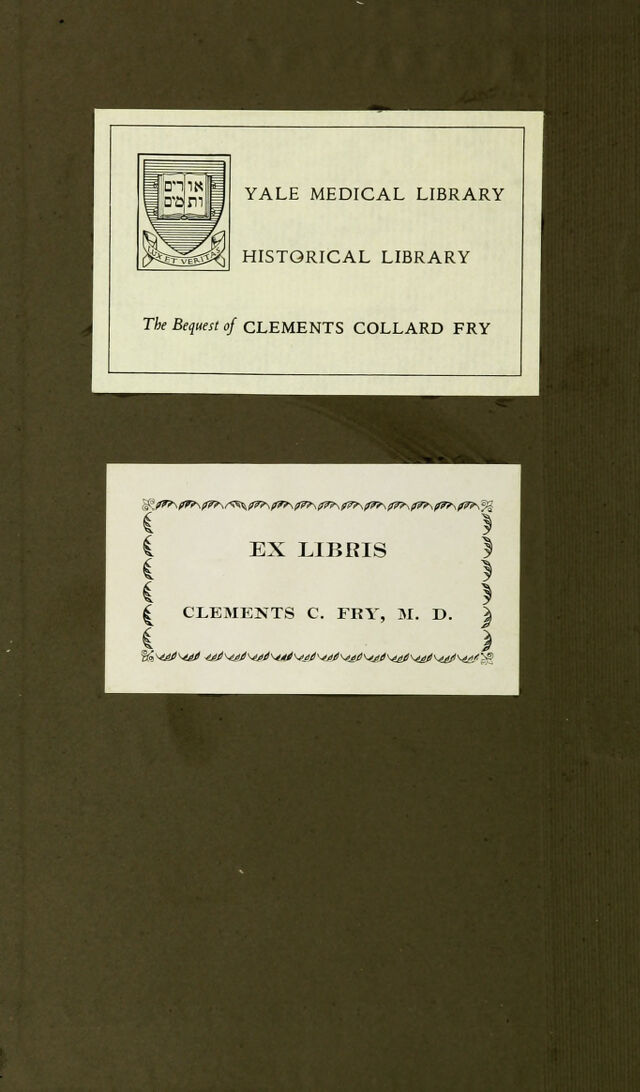 אורים
ותמים
LUX ET VERITAS
YALE MEDICAL LIBRARY
HISTORICAL LIBRARY
The Bequest of CLEMENTS COLLARD FRY
EX LIBRIS
CLEMENTS C. FRY, M. D.